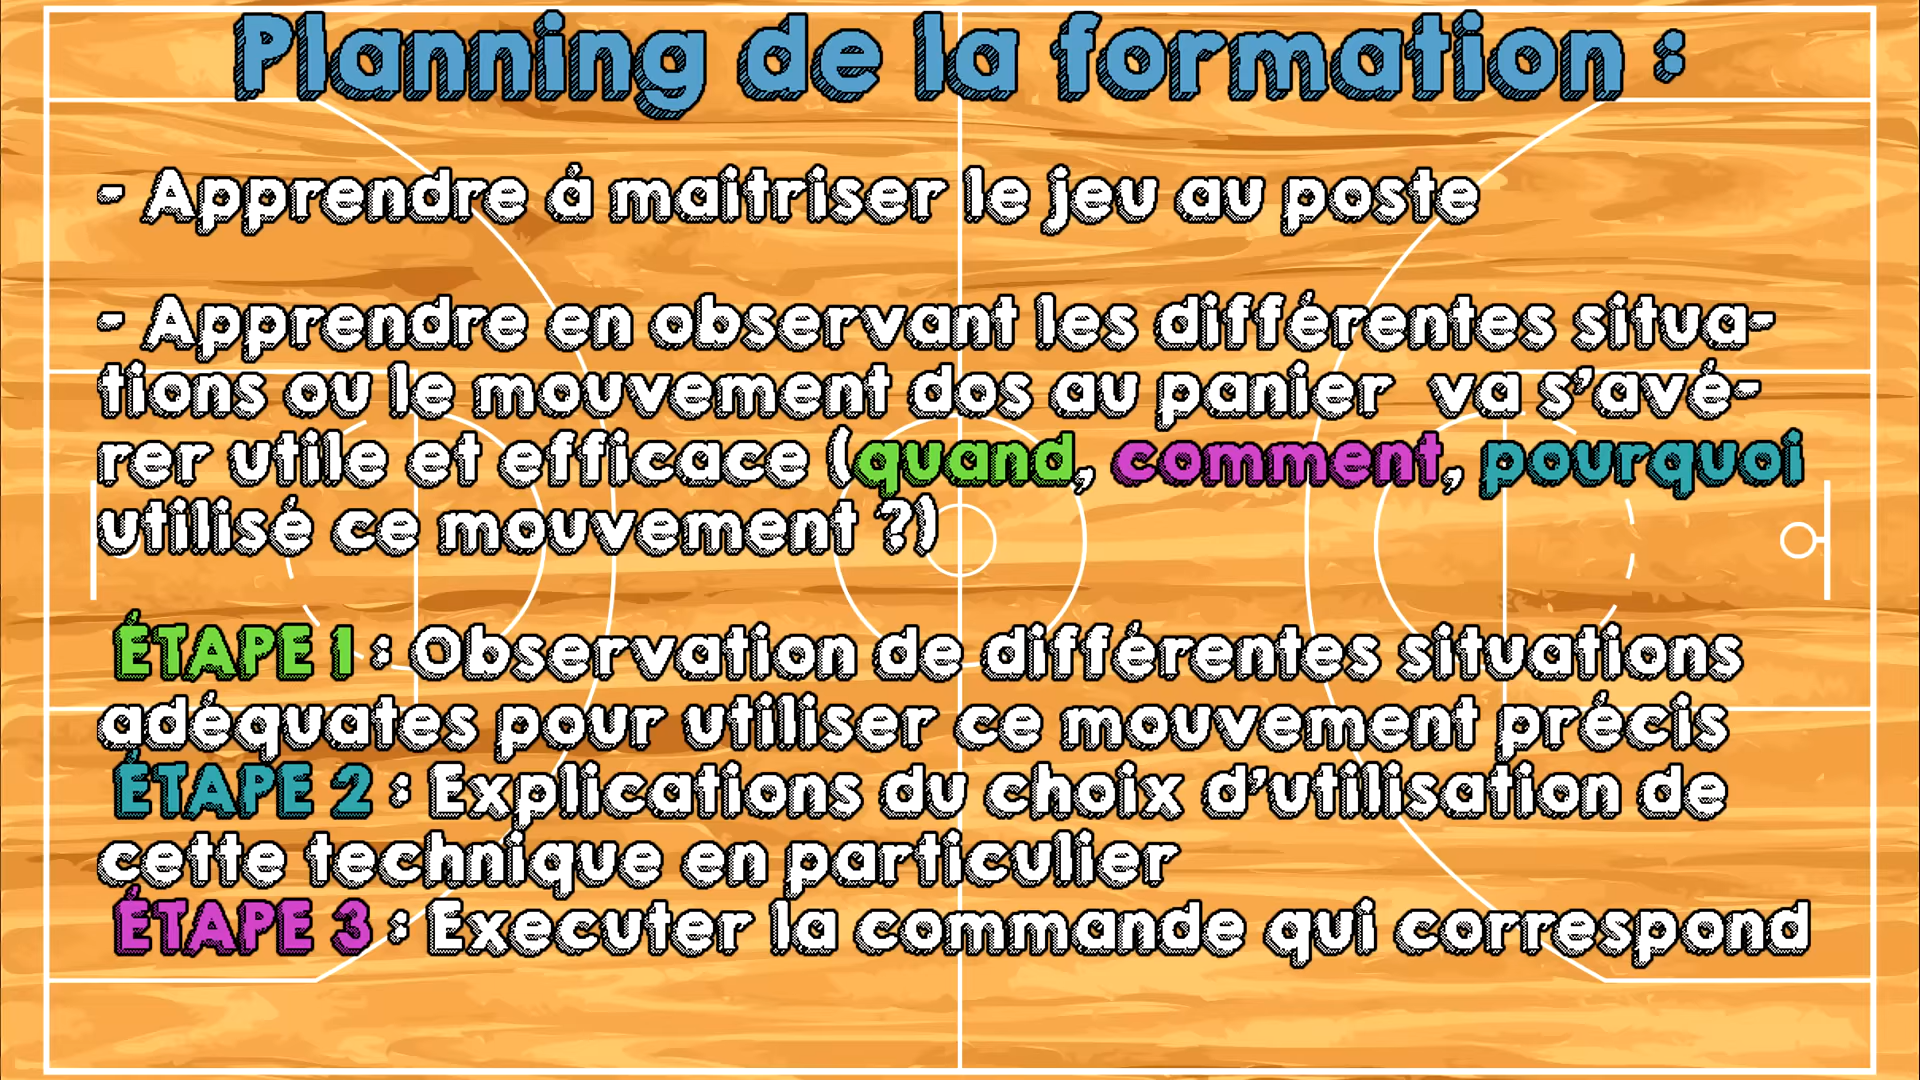 Planning de la formation :
- Apprendre à maitriser le jeu au poste
- Apprendre en observant les différentes situa-
tions ou le mouvement dos au panier va s'avé-
rer utile et efficace (quand, comment, pourquoi
utilisé ce mouvement ?)
ÉTAPE 1 : Observation de différentes situations
adéquates pour utiliser ce mouvement précis
ÉTAPE 2 : Explications du choix d'utilisation de
cette technique en particulier
ÉTAPE 3 : Executer la commande qui correspond